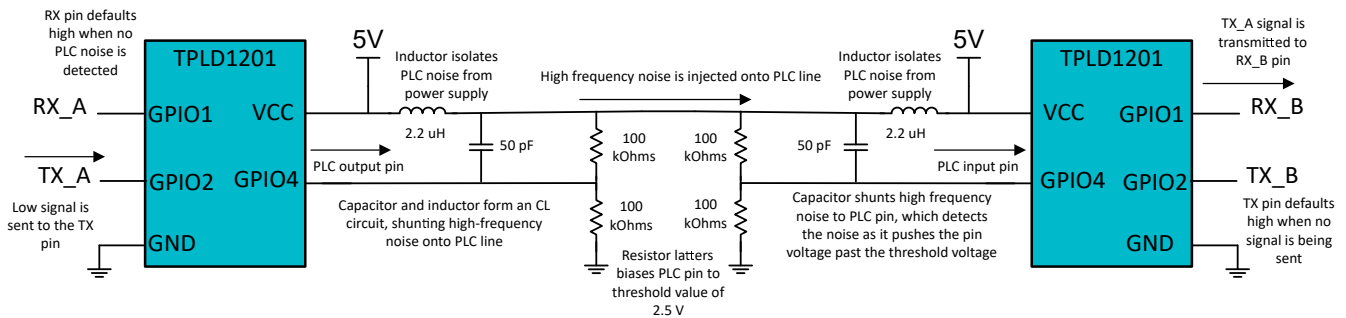 RX pin defaults
high when no
PLC noise is
detected
TPLD1201
RX_A
GPIO1
VCC
TX_A
GPIO2
GPIO4
Low signal is
sent to the TX
pin
GND
5V
Inductor isolates
PLC noise from
power supply
2.2 uH
50 pF
PLC output pin
Capacitor and inductor form an CL
circuit, shunting high-frequency
noise onto PLC line
High frequency noise is injected onto PLC line
100
kOhms
100
kOhms
100
kOhms
100
kOhms
Resistor latters
biases PLC pin to
threshold value of
2.5 V
Inductor isolates
PLC noise from
power supply
5V
2.2 uH
50 pF
PLC input pin
Capacitor shunts high frequency
noise to PLC pin, which detects
the noise as it pushes the pin
voltage past the threshold voltage
TPLD1201
VCC
GPIO1
GPIO4
GPIO2
GND
TX_A signal is
transmitted to
RX_B pin
RX_B
TX_B
TX pin defaults
high when no
signal is being
sent